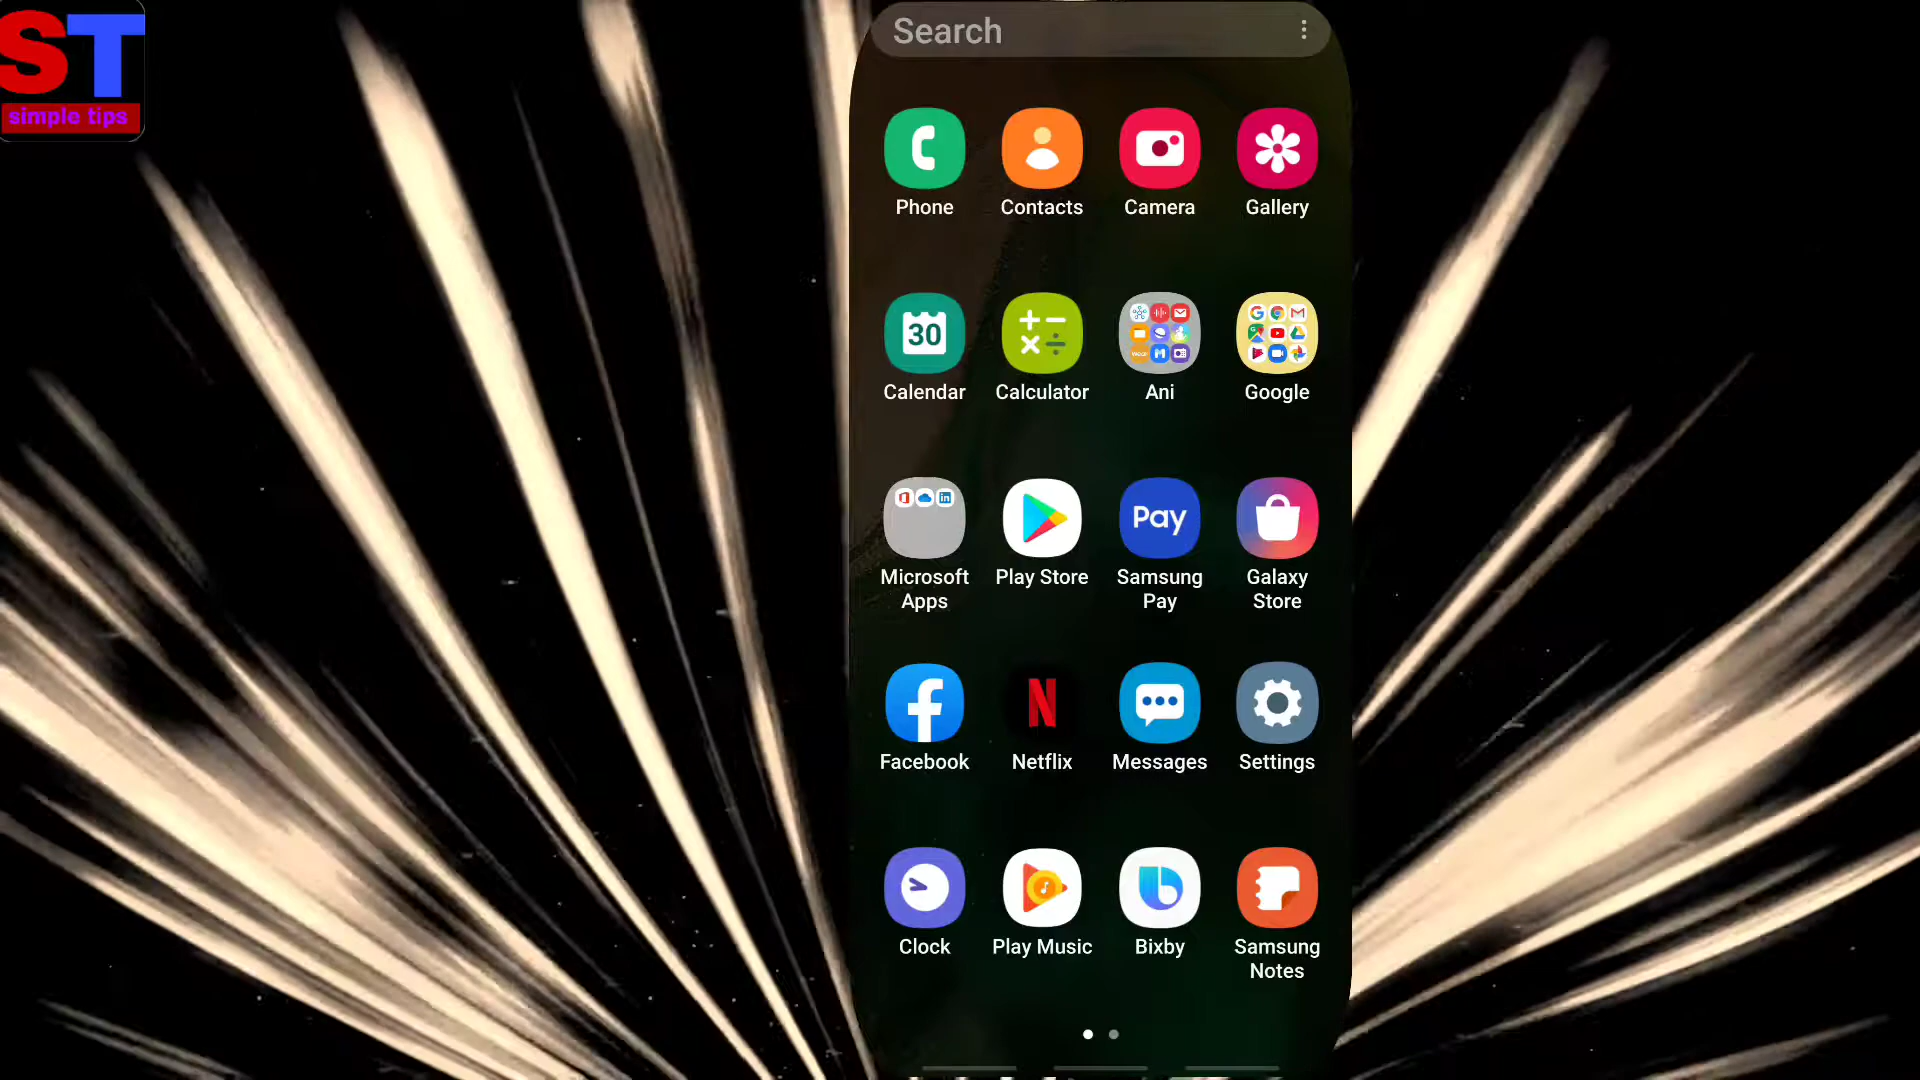 ST
simple tips
Search
Phone
Contacts
Camera
Gallery
30
Calendar
Calculator
Ani
Google
Microsoft
Apps
Play Store
Pay
Samsung
Pay
Galaxy
Store
Facebook
Netflix
Messages
Settings
Clock
Play Music
Bixby
Samsung
Notes